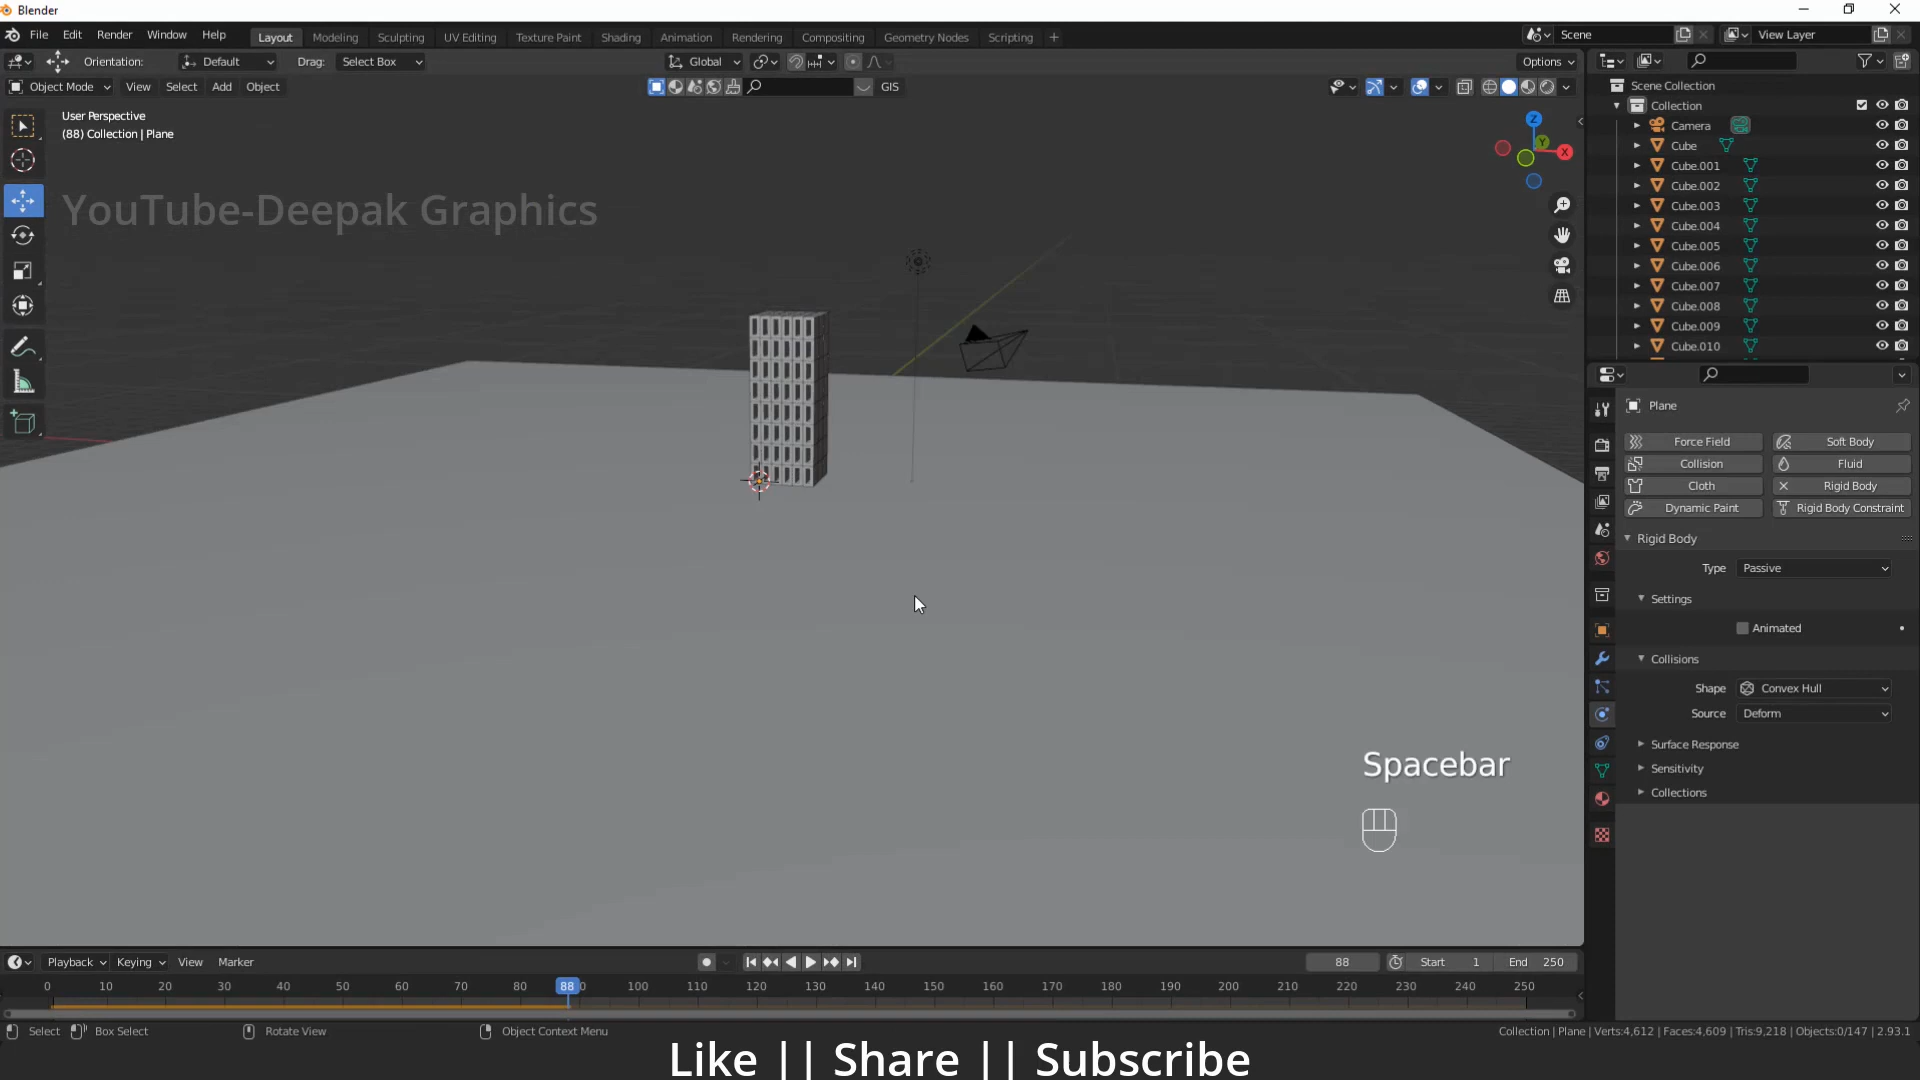 Blender
File Edit Render Window Help Layout Modeling Sculpting UV Editing Texture Paint Shading Animation Rendering Compositing Geometry Nodes Scripting + Scene View Layer
Orientation: Default Drag: Select Box Global Options
Object Mode View Select Add Object GIS
User Perspective
(88) Collection | Plane
YouTube-Deepak Graphics
Z
Y
X
Scene Collection
Collection
Camera
Cube
Cube.001
Cube.002
Cube.003
Cube.004
Cube.005
Cube.006
Cube.007
Cube.008
Cube.009
Cube.010
Plane
Force Field Soft Body
Collision Fluid
Cloth Rigid Body
Dynamic Paint Rigid Body Constraint
Rigid Body
Type Passive
Settings
Animated
Collisions
Shape Convex Hull
Source Deform
Surface Response
Sensitivity
Collections
Spacebar
Playback Keying View Marker 88 Start 1 End 250
0 10 20 30 40 50 60 70 80 88 100 110 120 130 140 150 160 170 180 190 200 210 220 230 240 250
Select Box Select Rotate View Object Context Menu Collection | Plane | Verts:4,612 | Faces:4,609 | Tris:9,218 | Objects:0/147 | 2.93.1
Like || Share || Subscribe